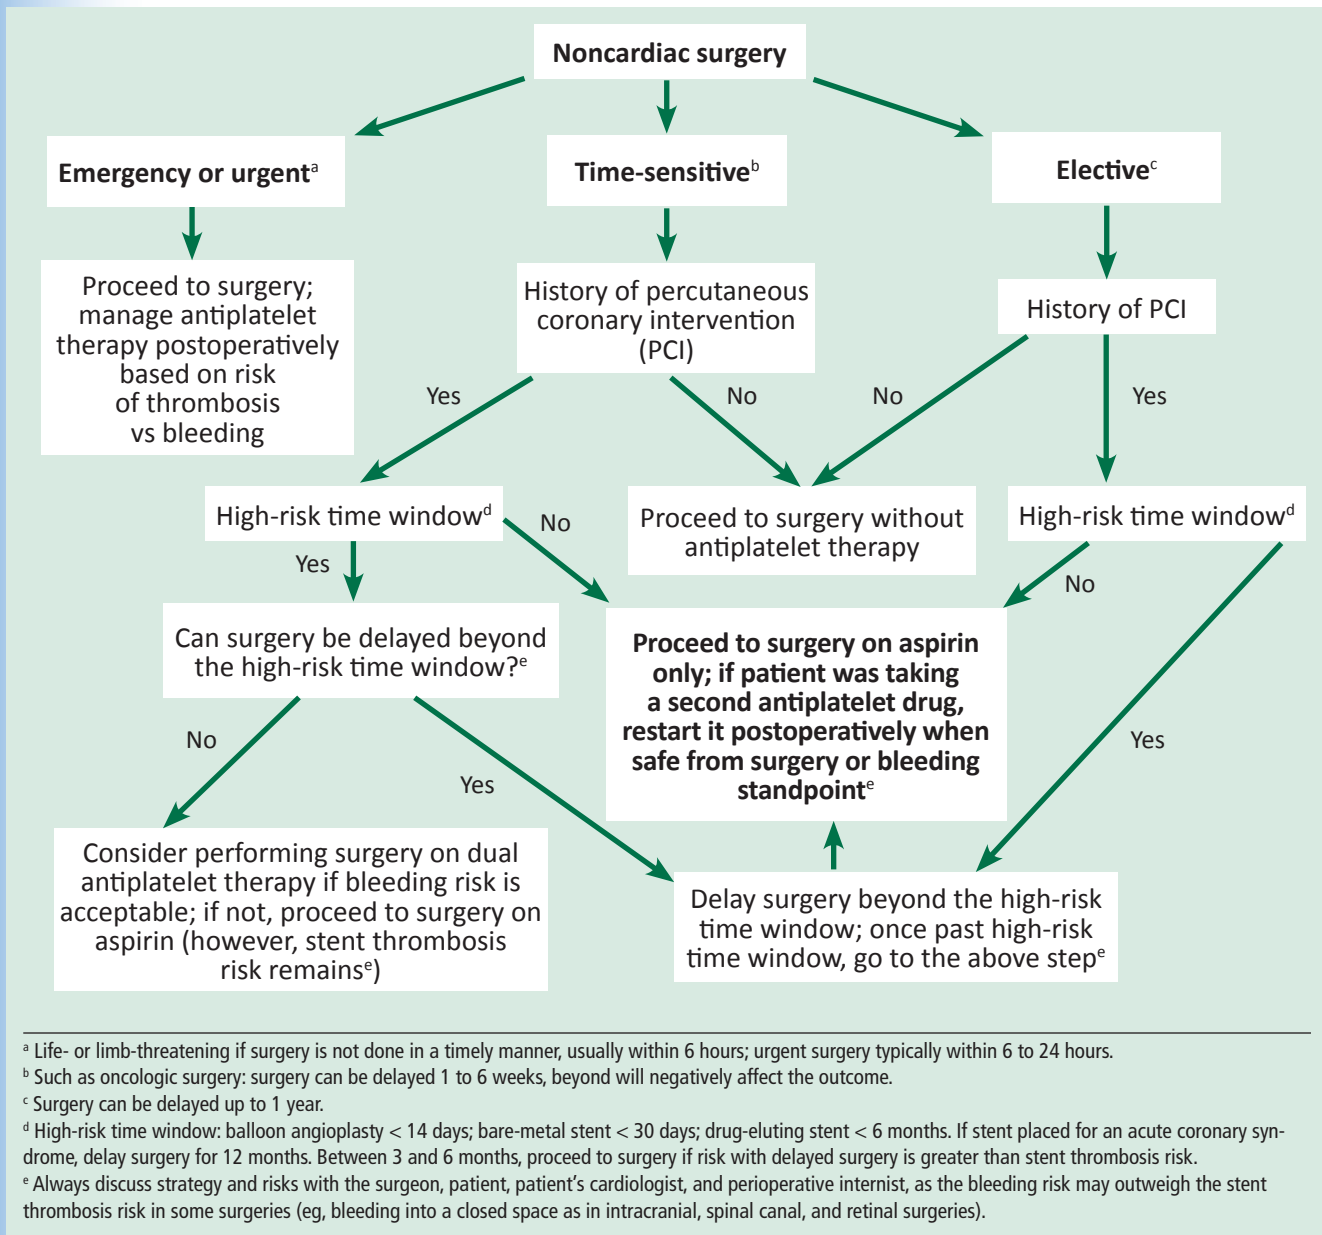 Noncardiac surgery
Emergency or urgentᵃ
Time-sensitiveᵇ
Electiveᶜ
Proceed to surgery;
manage antiplatelet
therapy postoperatively
based on risk
of thrombosis
vs bleeding
History of percutaneous
coronary intervention
(PCI)
History of PCI
Yes
No
No
Yes
High-risk time windowᵈ
Proceed to surgery without
antiplatelet therapy
High-risk time windowᵈ
No
Yes
No
Can surgery be delayed beyond
the high-risk time window?ᵉ
Proceed to surgery on aspirin
only; if patient was taking
a second antiplatelet drug,
restart it postoperatively when
safe from surgery or bleeding
standpointᵉ
No
Yes
Yes
Consider performing surgery on dual
antiplatelet therapy if bleeding risk is
acceptable; if not, proceed to surgery on
aspirin (however, stent thrombosis
risk remainsᵉ)
Delay surgery beyond the high-risk
time window; once past high-risk
time window, go to the above stepᵉ
ᵃ Life- or limb-threatening if surgery is not done in a timely manner, usually within 6 hours; urgent surgery typically within 6 to 24 hours.
ᵇ Such as oncologic surgery: surgery can be delayed 1 to 6 weeks, beyond will negatively affect the outcome.
ᶜ Surgery can be delayed up to 1 year.
ᵈ High-risk time window: balloon angioplasty < 14 days; bare-metal stent < 30 days; drug-eluting stent < 6 months. If stent placed for an acute coronary syn-
drome, delay surgery for 12 months. Between 3 and 6 months, proceed to surgery if risk with delayed surgery is greater than stent thrombosis risk.
ᵉ Always discuss strategy and risks with the surgeon, patient, patient's cardiologist, and perioperative internist, as the bleeding risk may outweigh the stent
thrombosis risk in some surgeries (eg, bleeding into a closed space as in intracranial, spinal canal, and retinal surgeries).